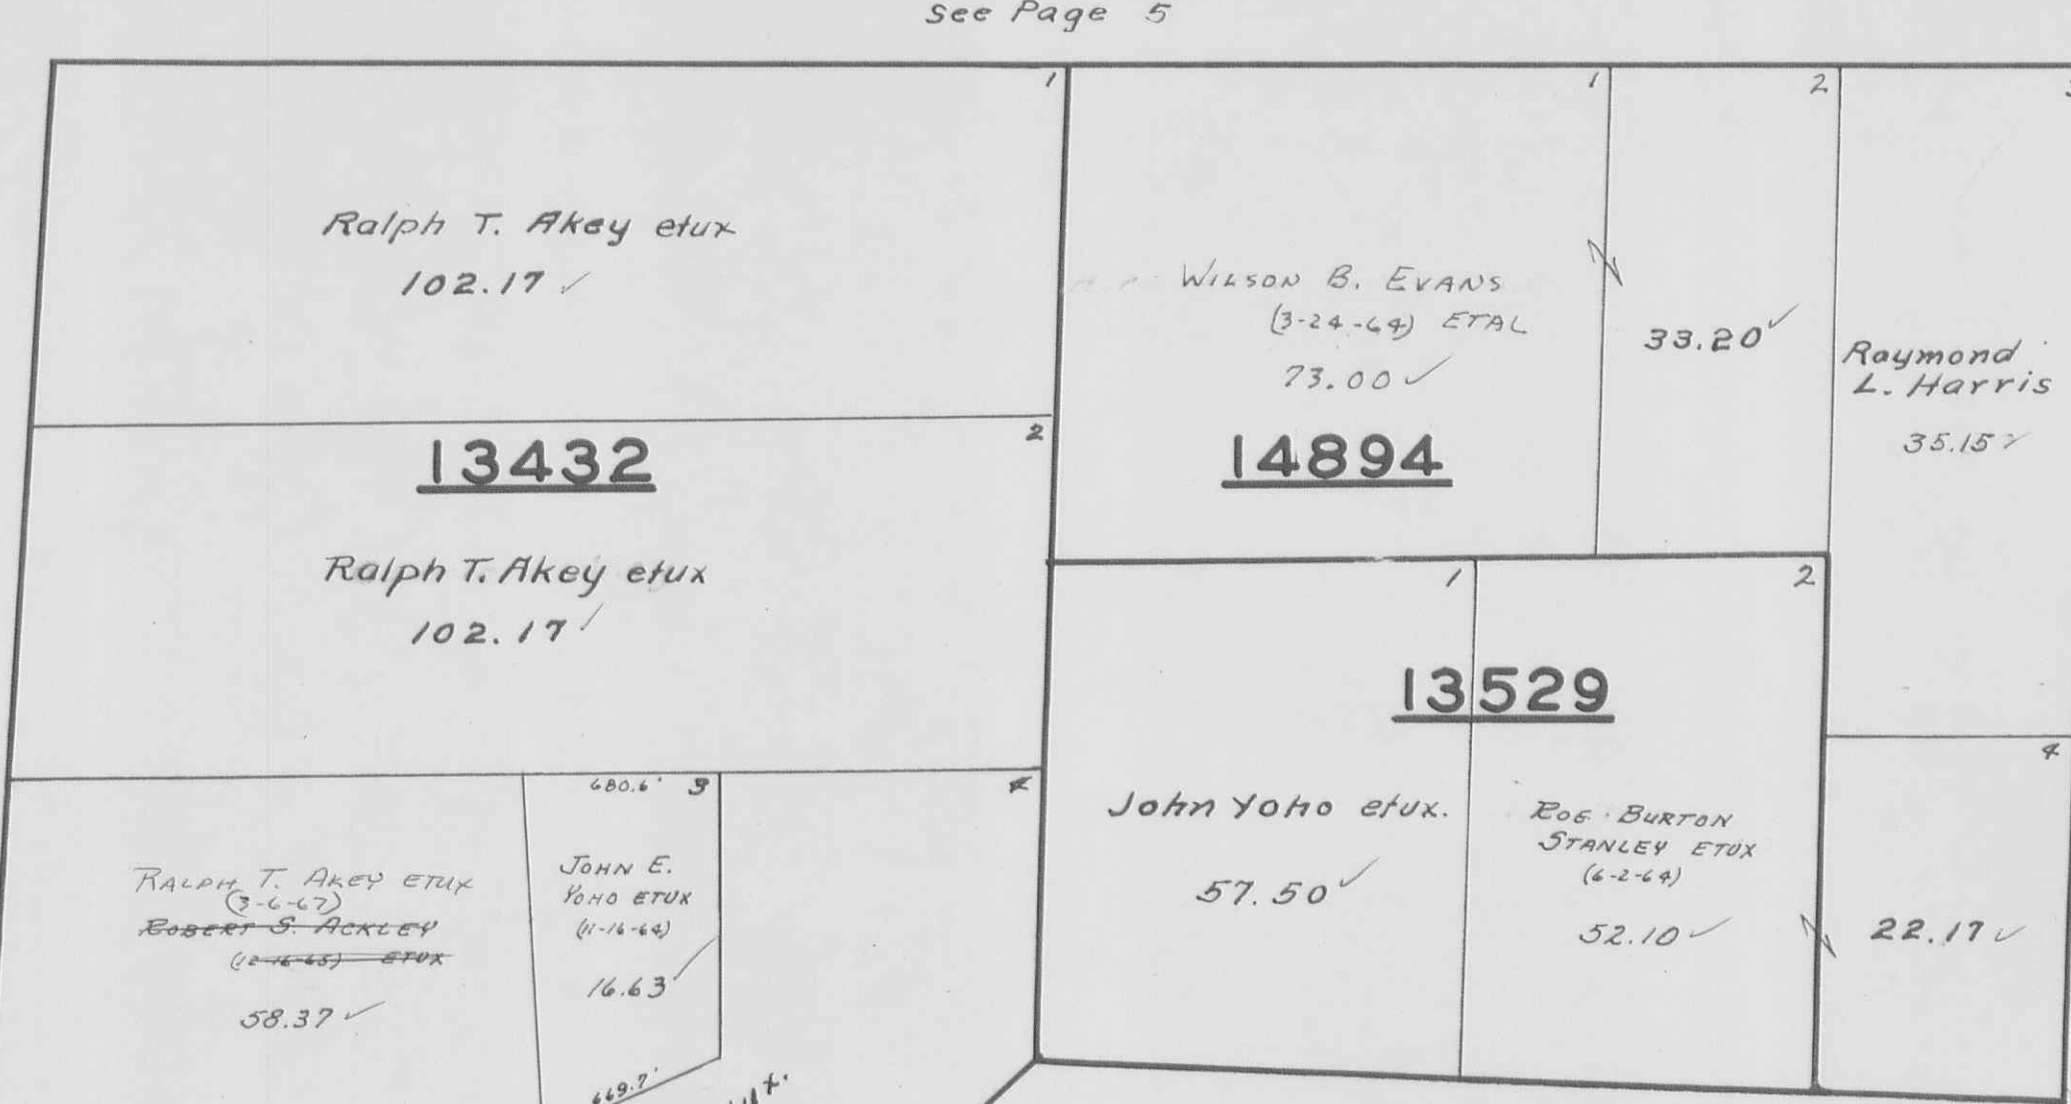 see Page 5
1
Ralph T. Akey etux
102.17 ✓
2
13432
Ralph T. Akey etux
102.17 ✓
1
WILSON B. EVANS
(3-24-64) ETAL
73.00 ✓
14894
2
33.20 ✓
3
Raymond
L. Harris
35.15 ✓
1
2
13529
John Yoho etux.
57.50 ✓
ROE BURTON
STANLEY ETUX
(6-2-64)
52.10 ✓
4
22.17 ✓
RALPH T. AKEY ETUX
(3-6-67)
ROBERT S. ACKLEY
(12-16-65) ETUX
58.37 ✓
680.6' 3
JOHN E.
YOHO ETUX
(11-16-64)
16.63 ✓
669.7'
4